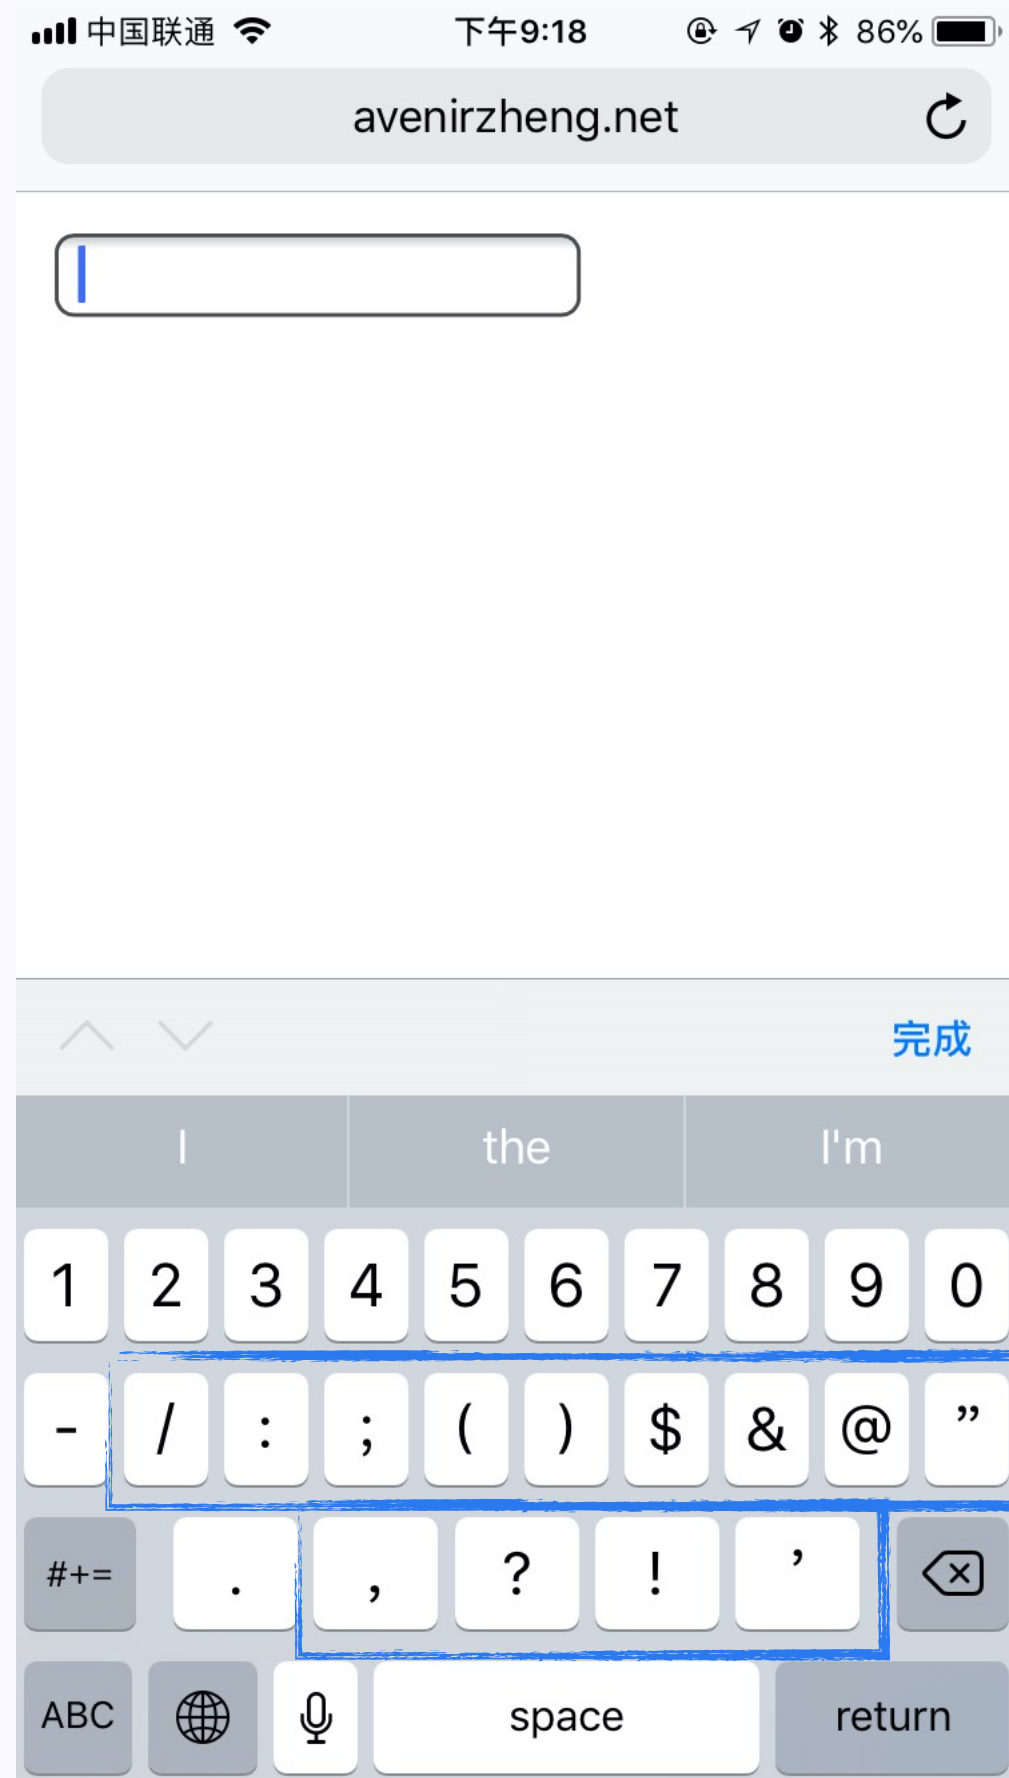 中国联通 下午9:18 86%
avenirzheng.net
完成
I the I'm
1 2 3 4 5 6 7 8 9 0
- / : ; ( ) $ & @ ”
#+= . , ? ! ’
ABC space return